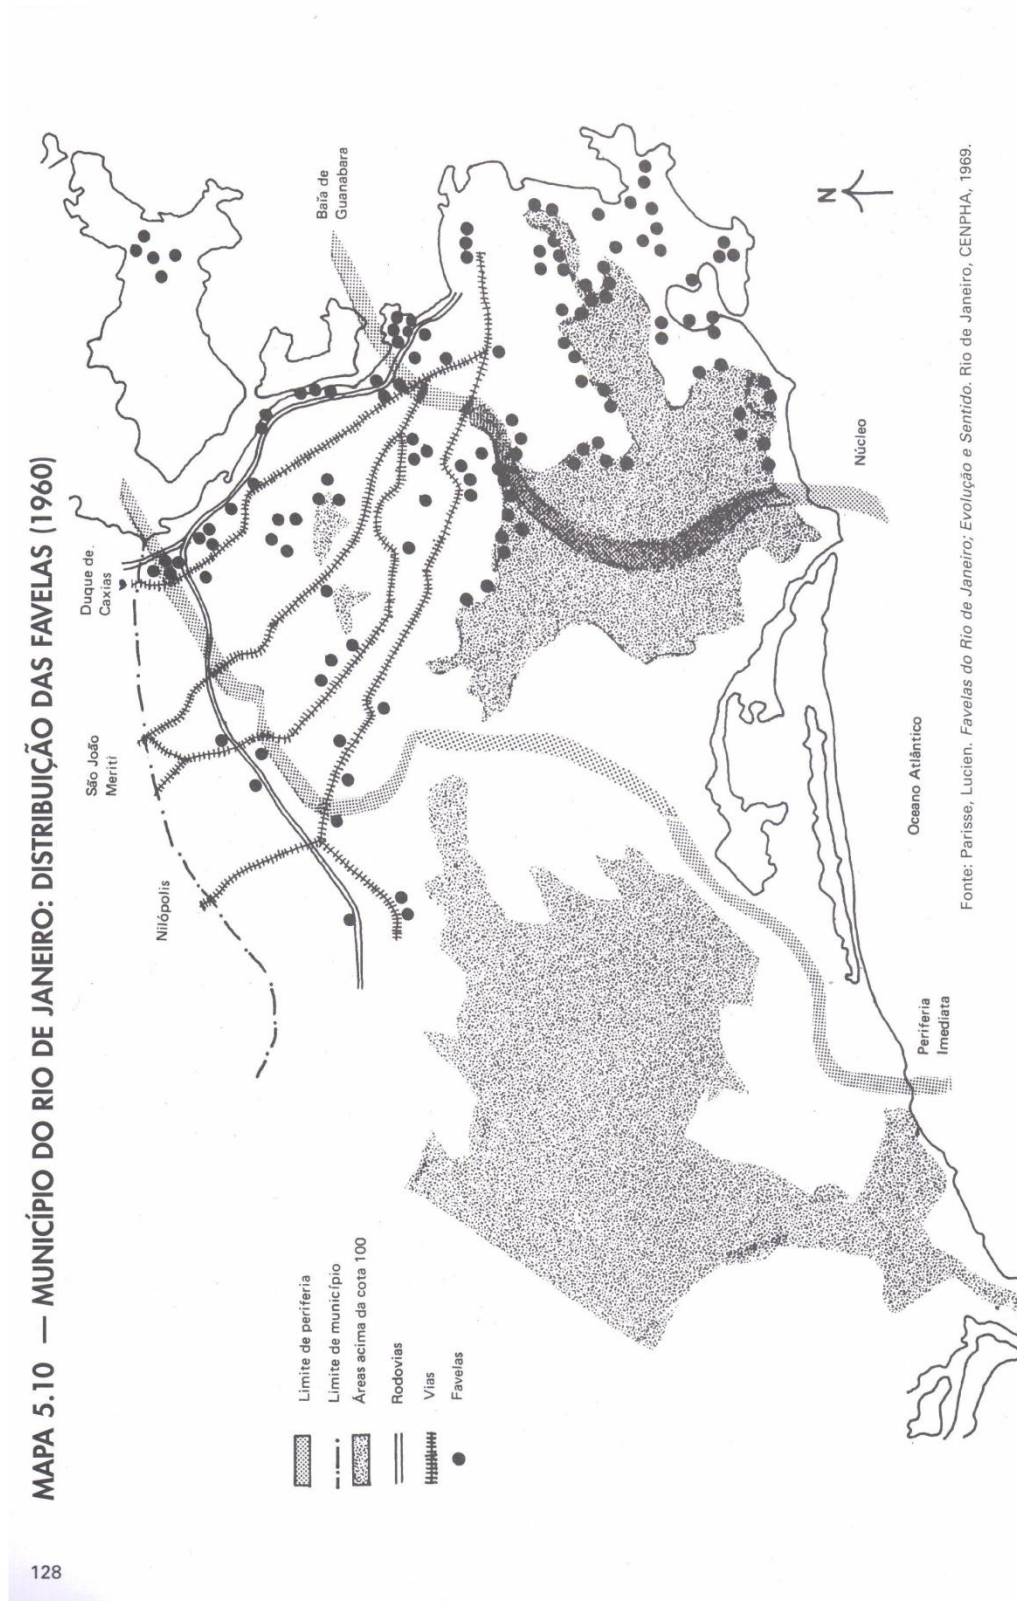 128
MAPA 5.10 — MUNICÍPIO DO RIO DE JANEIRO: DISTRIBUIÇÃO DAS FAVELAS (1960)
Duque de
Caxias
São João
Meriti
Nilópolis
Baía de
Guanabara
Limite de periferia
Limite de município
Áreas acima da cota 100
Rodovias
Vias
Favelas
N
Núcleo
Oceano Atlântico
Periferia
Imediata
Fonte: Parisse, Lucien. Favelas do Rio de Janeiro; Evolução e Sentido. Rio de Janeiro, CENPHA, 1969.